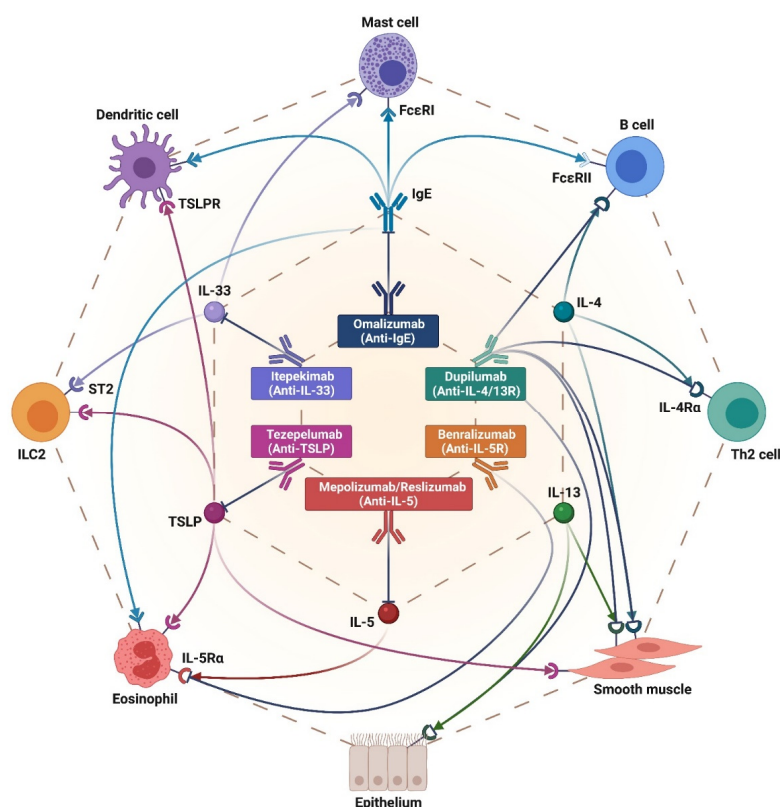 Mast cell
FcεRI
Dendritic cell
B cell
FcεRII
TSLPR
IgE
IL-33
IL-4
Omalizumab
(Anti-IgE)
Itepekimab
(Anti-IL-33)
Dupilumab
(Anti-IL-4/13R)
ST2
IL-4Rα
ILC2
Th2 cell
Tezepelumab
(Anti-TSLP)
Benralizumab
(Anti-IL-5R)
Mepolizumab/Reslizumab
(Anti-IL-5)
IL-13
TSLP
IL-5
IL-5Rα
Eosinophil
Smooth muscle
Epithelium